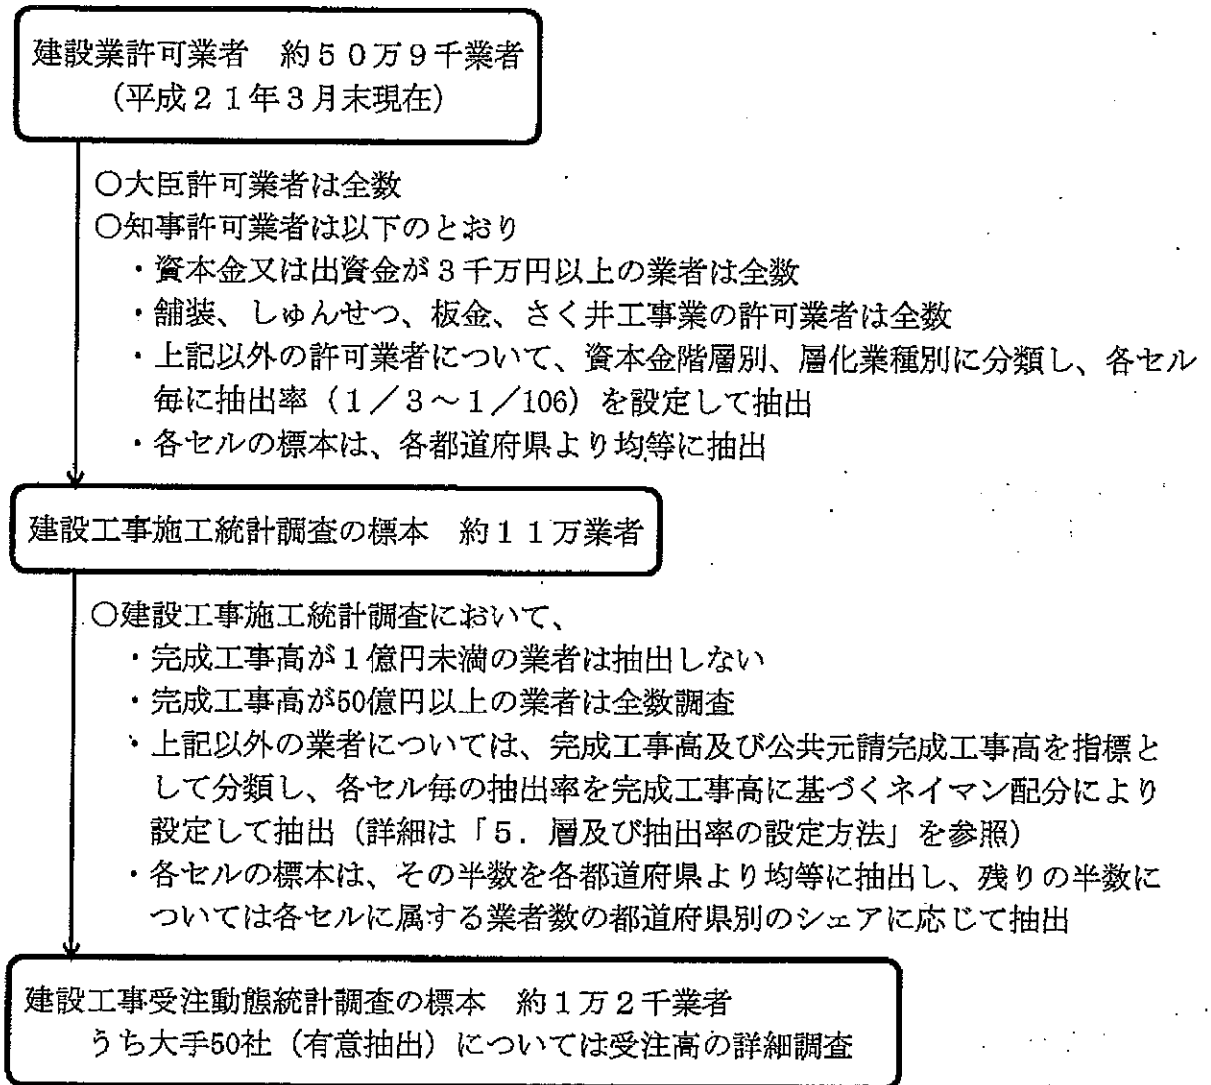 建設業許可業者　約５０万９千業者
（平成２１年３月末現在）
○大臣許可業者は全数
○知事許可業者は以下のとおり
・資本金又は出資金が３千万円以上の業者は全数
・舗装、しゅんせつ、板金、さく井工事業の許可業者は全数
・上記以外の許可業者について、資本金階層別、層化業種別に分類し、各セル
毎に抽出率（１／３～１／106）を設定して抽出
・各セルの標本は、各都道府県より均等に抽出
建設工事施工統計調査の標本　約１１万業者
○建設工事施工統計調査において、
・完成工事高が１億円未満の業者は抽出しない
・完成工事高が50億円以上の業者は全数調査
・上記以外の業者については、完成工事高及び公共元請完成工事高を指標と
して分類し、各セル毎の抽出率を完成工事高に基づくネイマン配分により
設定して抽出（詳細は「５．層及び抽出率の設定方法」を参照）
・各セルの標本は、その半数を各都道府県より均等に抽出し、残りの半数に
ついては各セルに属する業者数の都道府県別のシェアに応じて抽出
建設工事受注動態統計調査の標本　約１万２千業者
うち大手50社（有意抽出）については受注高の詳細調査